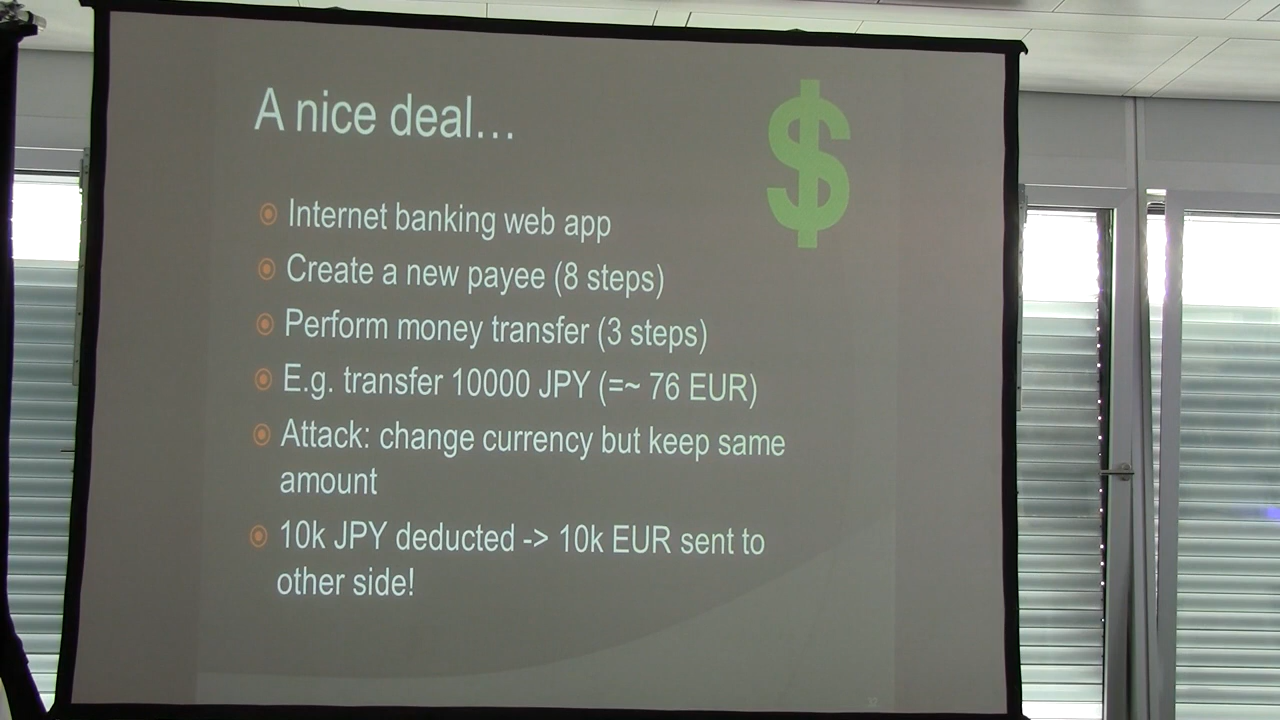 A nice deal...
$
Internet banking web app
Create a new payee (8 steps)
Perform money transfer (3 steps)
E.g. transfer 10000 JPY (=~ 76 EUR)
Attack: change currency but keep same
amount
10k JPY deducted -> 10k EUR sent to
other side!
32